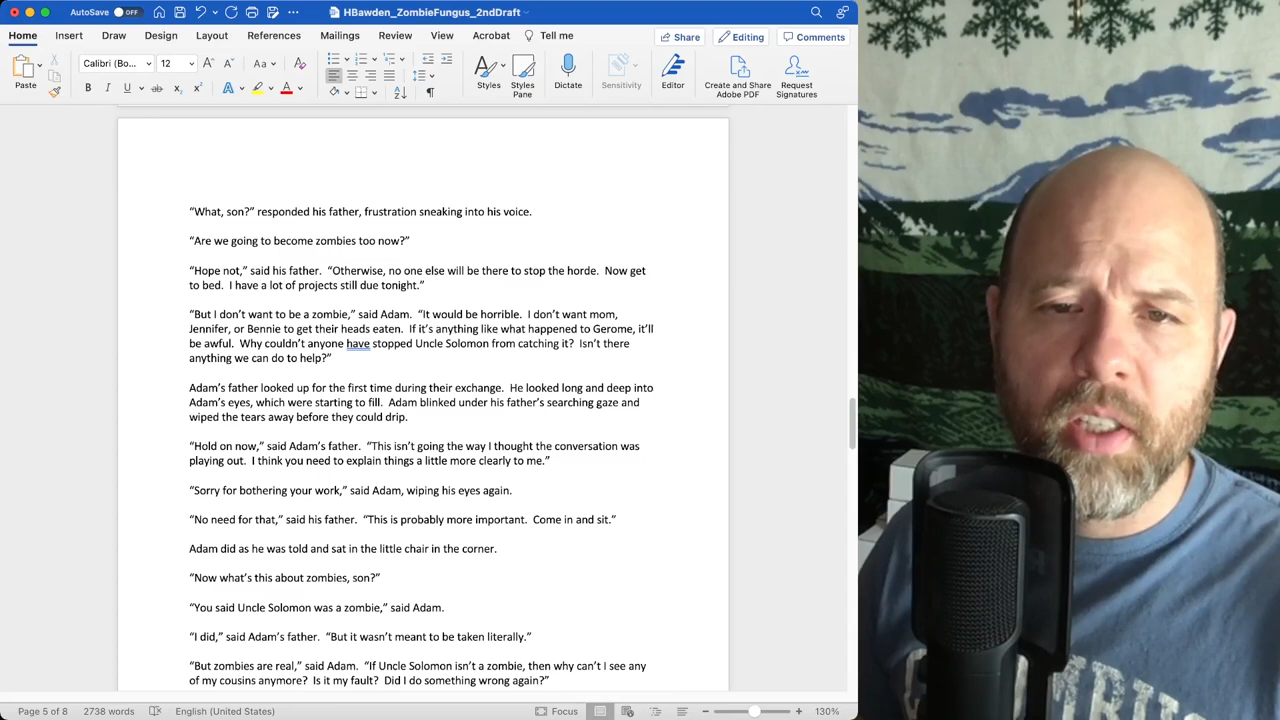 AutoSave OFF HBawden_ZombieFungus_2ndDraft
Home Insert Draw Design Layout References Mailings Review View Acrobat Tell me Share Editing Comments
Calibri (Bo... 12
Paste Styles Styles Pane Dictate Sensitivity Editor Create and Share Adobe PDF Request Signatures
“What, son?” responded his father, frustration sneaking into his voice.
“Are we going to become zombies too now?”
“Hope not,” said his father.  “Otherwise, no one else will be there to stop the horde.  Now get
to bed.  I have a lot of projects still due tonight.”
“But I don’t want to be a zombie,” said Adam.  “It would be horrible.  I don’t want mom,
Jennifer, or Bennie to get their heads eaten.  If it’s anything like what happened to Gerome, it’ll
be awful.  Why couldn’t anyone have stopped Uncle Solomon from catching it?  Isn’t there
anything we can do to help?”
Adam’s father looked up for the first time during their exchange.  He looked long and deep into
Adam’s eyes, which were starting to fill.  Adam blinked under his father’s searching gaze and
wiped the tears away before they could drip.
“Hold on now,” said Adam’s father.  “This isn’t going the way I thought the conversation was
playing out.  I think you need to explain things a little more clearly to me.”
“Sorry for bothering your work,” said Adam, wiping his eyes again.
“No need for that,” said his father.  “This is probably more important.  Come in and sit.”
Adam did as he was told and sat in the little chair in the corner.
“Now what’s this about zombies, son?”
“You said Uncle Solomon was a zombie,” said Adam.
“I did,” said Adam’s father.  “But it wasn’t meant to be taken literally.”
“But zombies are real,” said Adam.  “If Uncle Solomon isn’t a zombie, then why can’t I see any
of my cousins anymore?  Is it my fault?  Did I do something wrong again?”
Page 5 of 8 2738 words English (United States) Focus 130%